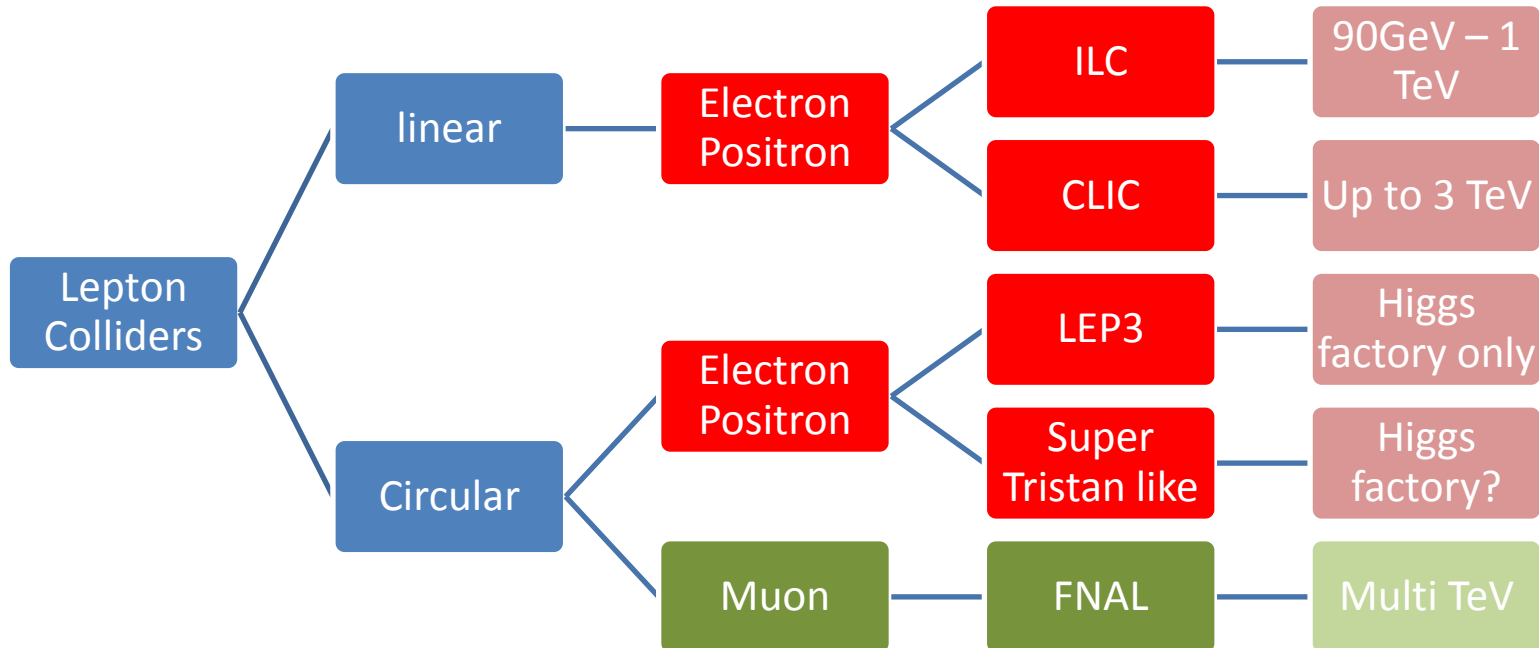 Lepton
Colliders
linear
Electron
Positron
ILC
90GeV – 1
TeV
CLIC
Up to 3 TeV
Circular
Electron
Positron
LEP3
Higgs
factory only
Super
Tristan like
Higgs
factory?
Muon
FNAL
Multi TeV